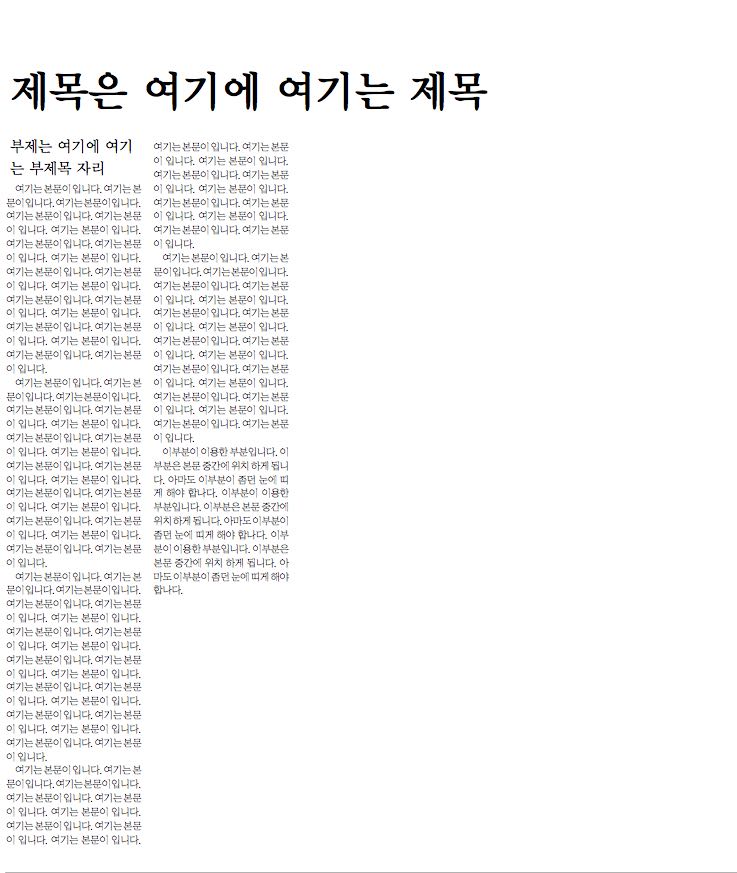 제목은 여기에 여기는 제목
부제는 여기에 여기
는 부제목 자리
여기는 본문이 입니다. 여기는 본
문이 입니다. 여기는 본문이 입니다.
여기는 본문이 입니다. 여기는 본문
이 입니다. 여기는 본문이 입니다.
여기는 본문이 입니다. 여기는 본문
이 입니다. 여기는 본문이 입니다.
여기는 본문이 입니다. 여기는 본문
이 입니다. 여기는 본문이 입니다.
여기는 본문이 입니다. 여기는 본문
이 입니다. 여기는 본문이 입니다.
여기는 본문이 입니다. 여기는 본문
이 입니다. 여기는 본문이 입니다.
여기는 본문이 입니다. 여기는 본문
이 입니다.
여기는 본문이 입니다. 여기는 본
문이 입니다. 여기는 본문이 입니다.
여기는 본문이 입니다. 여기는 본문
이 입니다. 여기는 본문이 입니다.
여기는 본문이 입니다. 여기는 본문
이 입니다. 여기는 본문이 입니다.
여기는 본문이 입니다. 여기는 본문
이 입니다. 여기는 본문이 입니다.
여기는 본문이 입니다. 여기는 본문
이 입니다. 여기는 본문이 입니다.
여기는 본문이 입니다. 여기는 본문
이 입니다. 여기는 본문이 입니다.
여기는 본문이 입니다. 여기는 본문
이 입니다.
여기는 본문이 입니다. 여기는 본
문이 입니다. 여기는 본문이 입니다.
여기는 본문이 입니다. 여기는 본문
이 입니다. 여기는 본문이 입니다.
여기는 본문이 입니다. 여기는 본문
이 입니다. 여기는 본문이 입니다.
여기는 본문이 입니다. 여기는 본문
이 입니다. 여기는 본문이 입니다.
여기는 본문이 입니다. 여기는 본문
이 입니다. 여기는 본문이 입니다.
여기는 본문이 입니다. 여기는 본문
이 입니다. 여기는 본문이 입니다.
여기는 본문이 입니다. 여기는 본문
이 입니다.
여기는 본문이 입니다. 여기는 본
문이 입니다. 여기는 본문이 입니다.
여기는 본문이 입니다. 여기는 본문
이 입니다. 여기는 본문이 입니다.
여기는 본문이 입니다. 여기는 본문
이 입니다. 여기는 본문이 입니다.
여기는 본문이 입니다. 여기는 본문
이 입니다. 여기는 본문이 입니다.
여기는 본문이 입니다. 여기는 본문
이 입니다. 여기는 본문이 입니다.
여기는 본문이 입니다. 여기는 본문
이 입니다. 여기는 본문이 입니다.
여기는 본문이 입니다. 여기는 본문
이 입니다.
여기는 본문이 입니다. 여기는 본
문이 입니다. 여기는 본문이 입니다.
여기는 본문이 입니다. 여기는 본문
이 입니다. 여기는 본문이 입니다.
여기는 본문이 입니다. 여기는 본문
이 입니다. 여기는 본문이 입니다.
여기는 본문이 입니다. 여기는 본문
이 입니다. 여기는 본문이 입니다.
여기는 본문이 입니다. 여기는 본문
이 입니다. 여기는 본문이 입니다.
여기는 본문이 입니다. 여기는 본문
이 입니다. 여기는 본문이 입니다.
여기는 본문이 입니다. 여기는 본문
이 입니다.
이부분이 이용한 부분입니다. 이
부분은 본문 중간에 위치 하게 됩니
다. 아마도 이부분이 좀던 눈에 띠
게 해야 합나다. 이부분이 이용한
부분입니다. 이부분은 본문 중간에
위치 하게 됩니다. 아마도 이부분이
좀던 눈에 띠게 해야 합나다. 이부
분이 이용한 부분입니다. 이부분은
본문 중간에 위치 하게 됩니다. 아
마도 이부분이 좀던 눈에 띠게 해야
합나다.